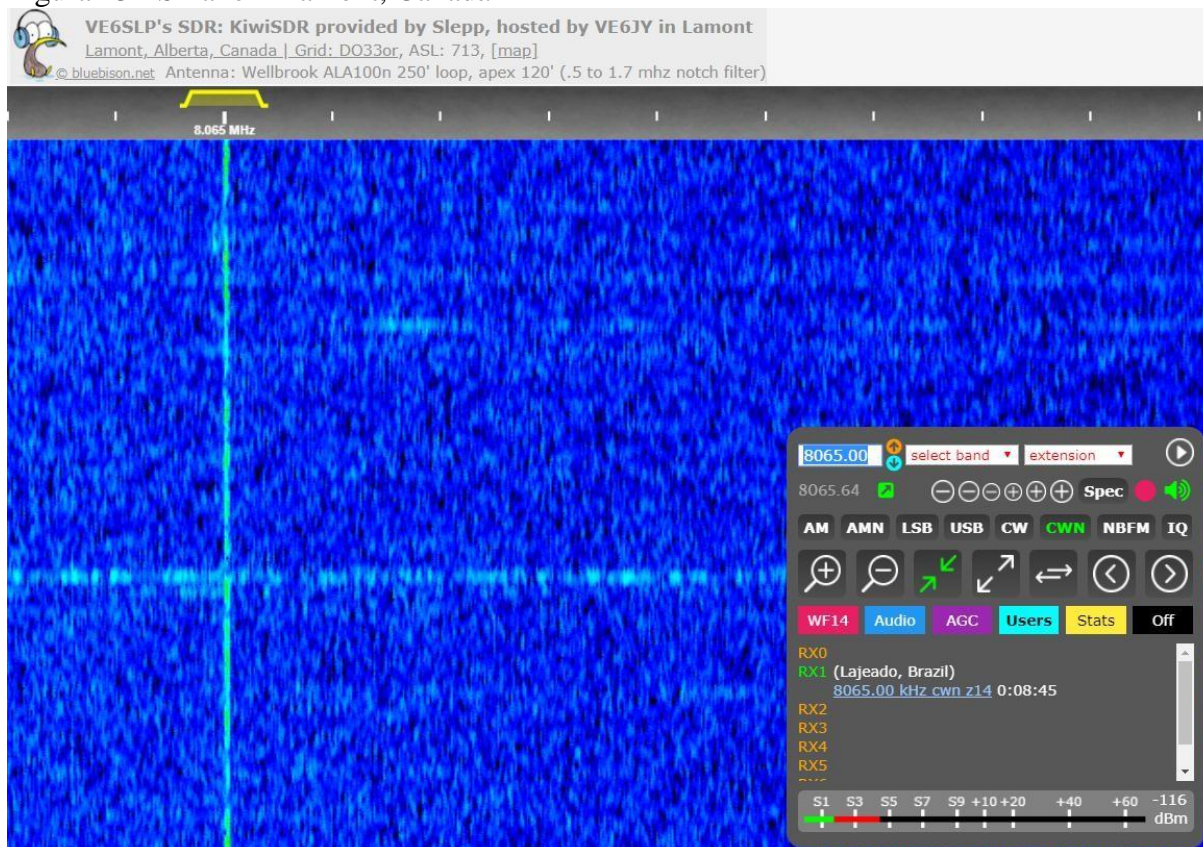 VE6SLP's SDR: KiwiSDR provided by Slepp, hosted by VE6JY in Lamont
Lamont, Alberta, Canada | Grid: DO33or, ASL: 713, [map]
© bluebison.net Antenna: Wellbrook ALA100n 250' loop, apex 120' (.5 to 1.7 mhz notch filter)
8.065 MHz
8065.00 select band extension
8065.64 Spec
AM AMN LSB USB CW CWN NBFM IQ
WF14 Audio AGC Users Stats Off
RX0
RX1 (Lajeado, Brazil)
8065.00 kHz cwn z14 0:08:45
RX2
RX3
RX4
RX5
S1 S3 S5 S7 S9 +10 +20 +40 +60 -116
dBm